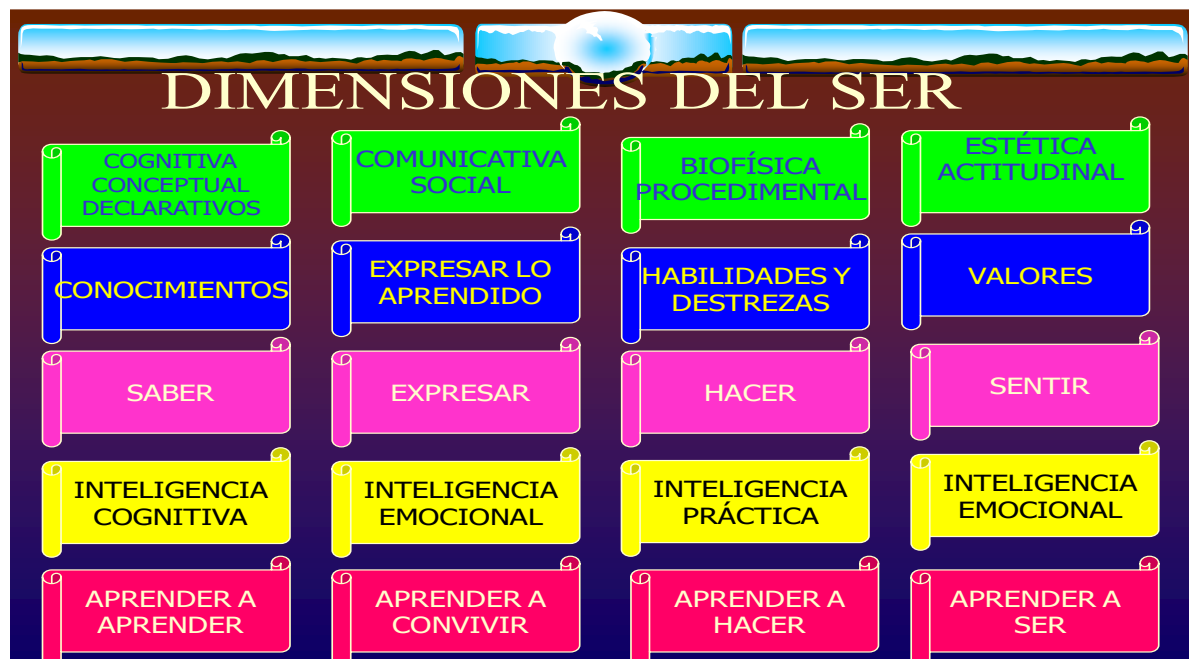 DIMENSIONES DEL SER
COGNITIVA
CONCEPTUAL
DECLARATIVOS
COMUNICATIVA
SOCIAL
BIOFÍSICA
PROCEDIMENTAL
ESTÉTICA
ACTITUDINAL
CONOCIMIENTOS
EXPRESAR LO
APRENDIDO
HABILIDADES Y
DESTREZAS
VALORES
SABER
EXPRESAR
HACER
SENTIR
INTELIGENCIA
COGNITIVA
INTELIGENCIA
EMOCIONAL
INTELIGENCIA
PRÁCTICA
INTELIGENCIA
EMOCIONAL
APRENDER A
APRENDER
APRENDER A
CONVIVIR
APRENDER A
HACER
APRENDER A
SER